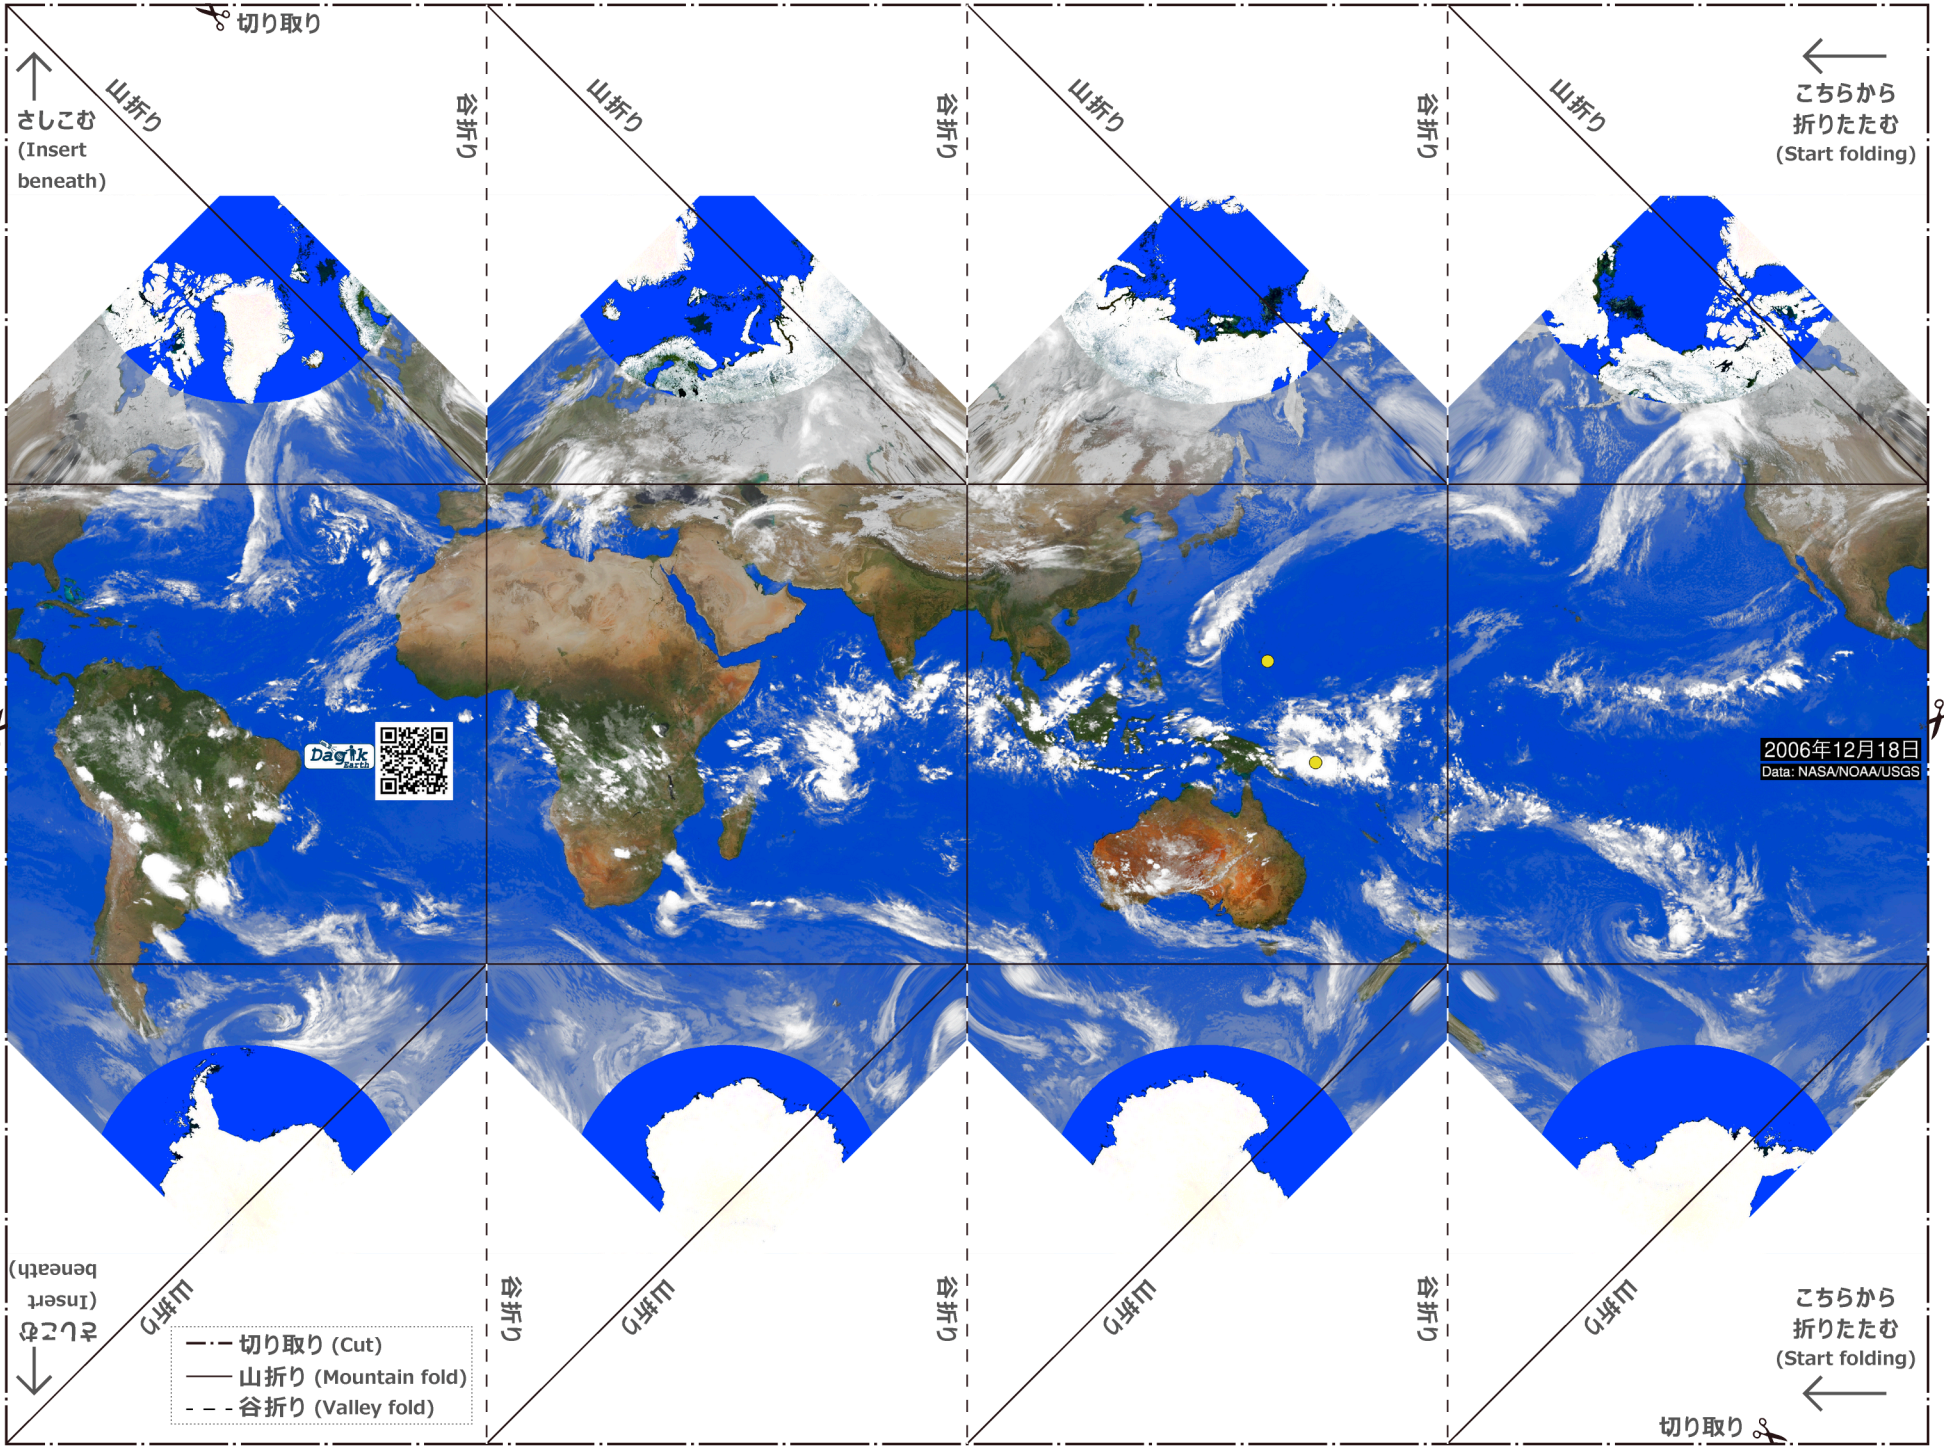 切り取り
山折り
谷折り
山折り
谷折り
山折り
谷折り
山折り
さしこむ
(Insert
beneath)
こちらから
折りたたむ
(Start folding)
Dagik
Earth
2006年12月18日
Data: NASA/NOAA/USGS
さしこむ
(Insert
beneath)
山折り
谷折り
山折り
谷折り
山折り
谷折り
山折り
こちらから
折りたたむ
(Start folding)
切り取り (Cut)
山折り (Mountain fold)
谷折り (Valley fold)
切り取り